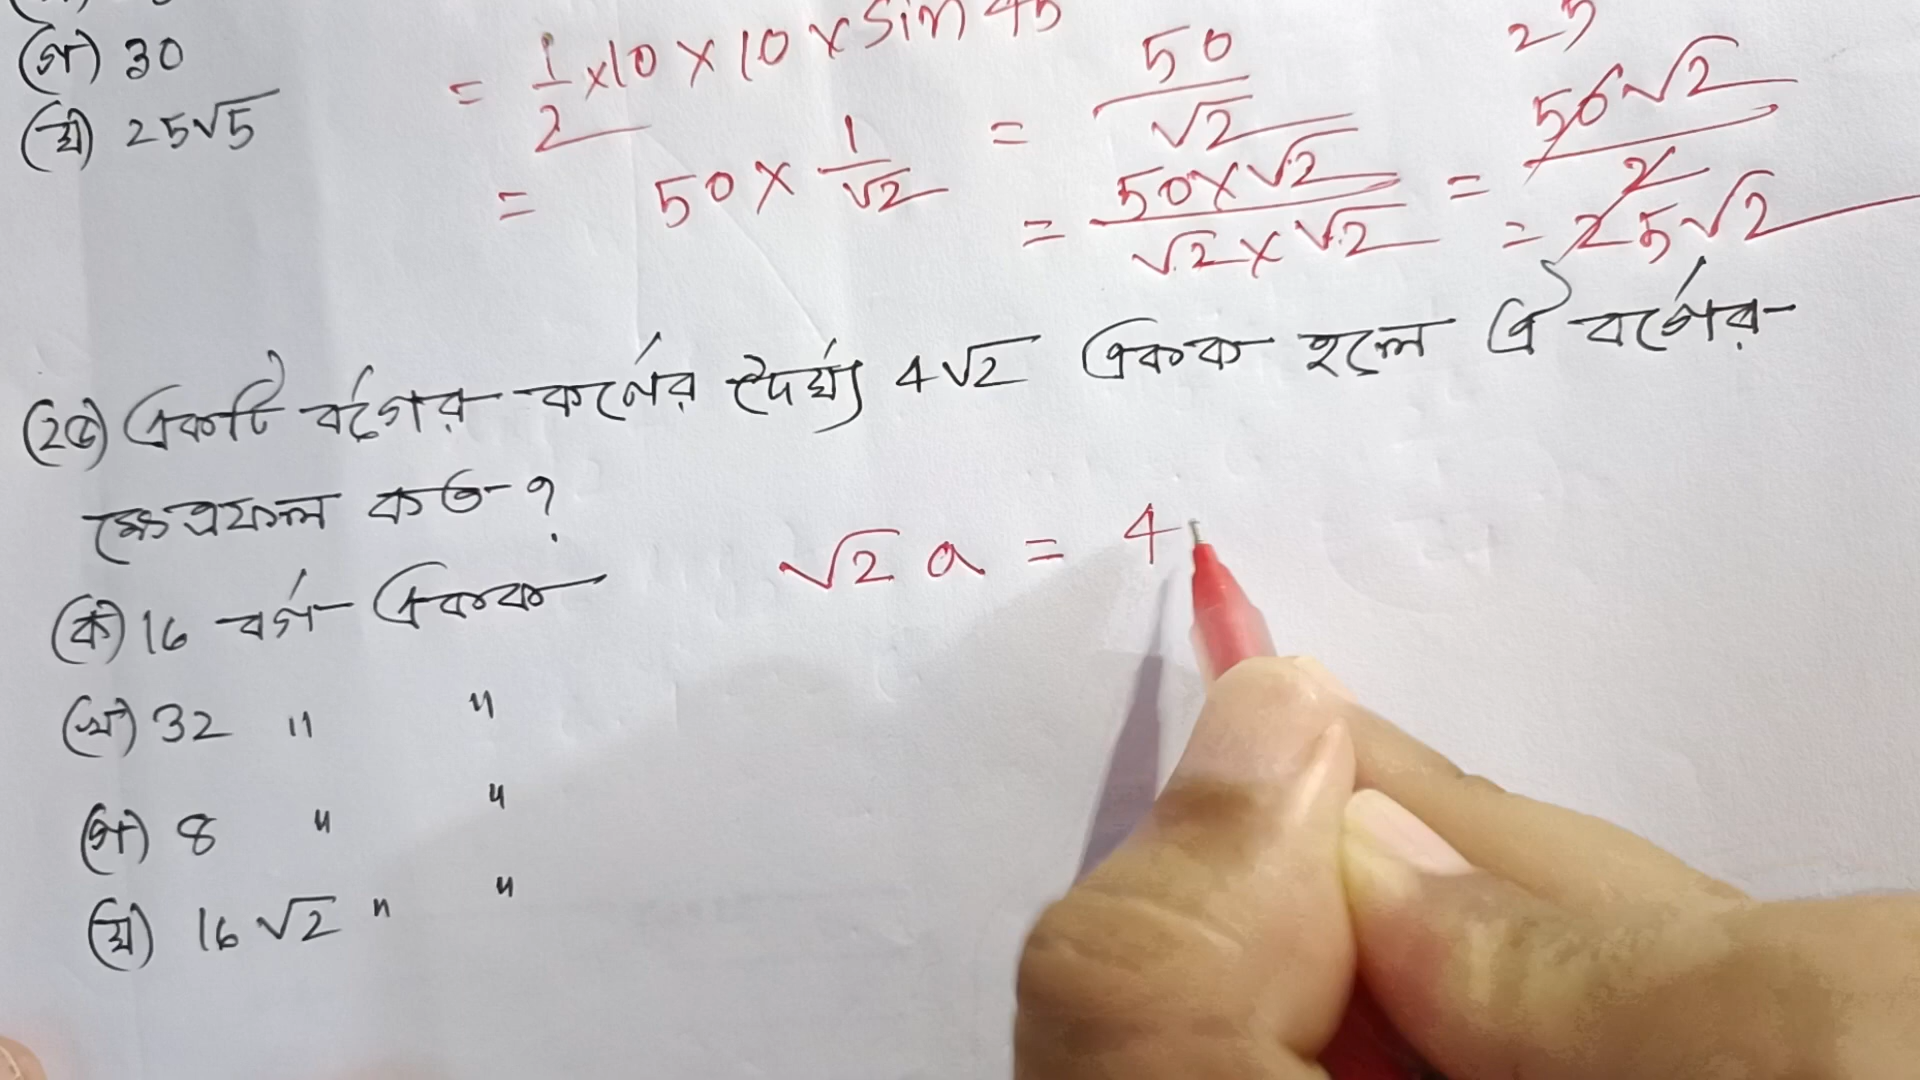 (গ) 30
(ঘ) 25√5
= 1/2 × 10 × 10 × sin 45
= 50 × 1/√2
= 50/√2
= 50×√2/√2×√2
= 50√2/2
25
= 25√2
(২৫) একটি বর্গের কর্ণের দৈর্ঘ্য 4√2 একক হলে ঐ বর্গের
ক্ষেত্রফল কত?
√2 a = 4
(ক) 16 বর্গ একক
(খ) 32 " "
(গ) 8 " "
(ঘ) 16√2 " "